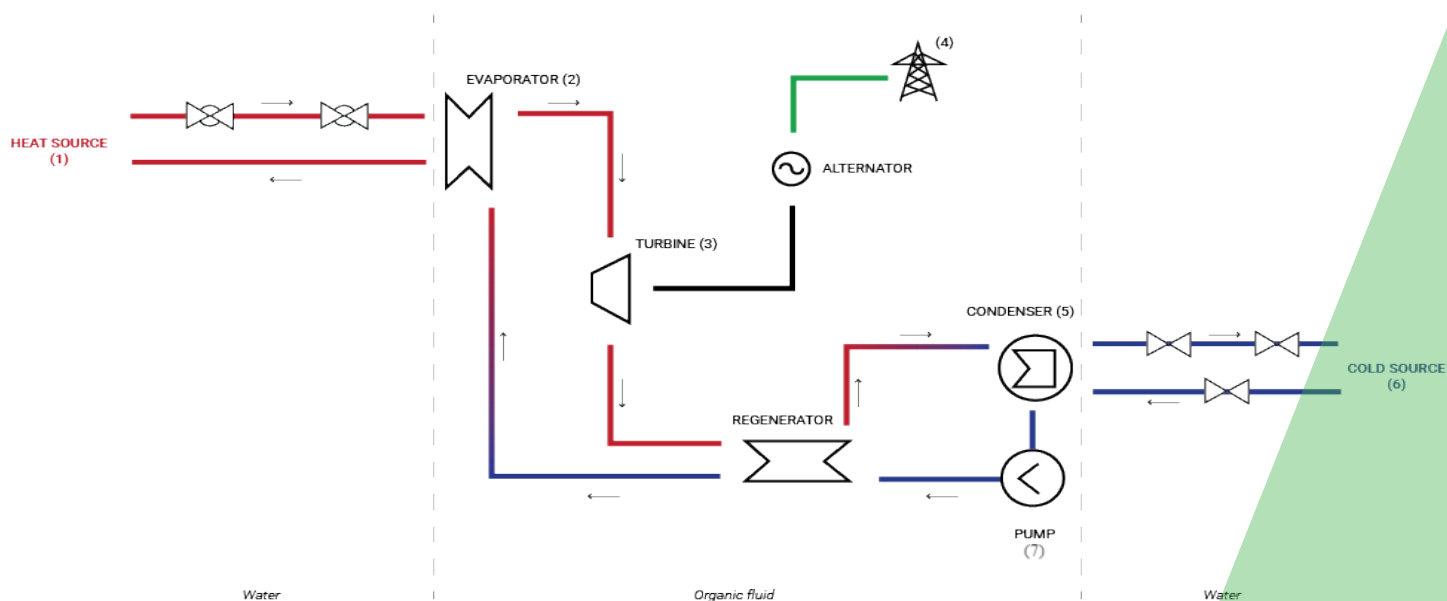 (4)
EVAPORATOR (2)
HEAT SOURCE
(1)
ALTERNATOR
TURBINE (3)
CONDENSER (5)
COLD SOURCE
(6)
REGENERATOR
PUMP
(7)
Water
Organic fluid
Water